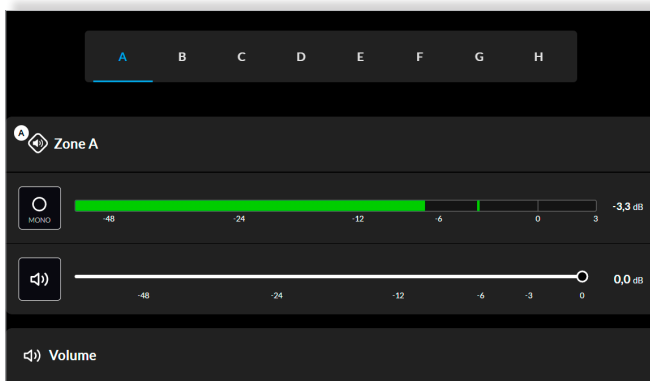 A B C D E F G H
A
Zone A
MONO
-48 -24 -12 -6 0 3
-3,3 dB
0,0 dB
-48 -24 -12 -6 -3 0
Volume